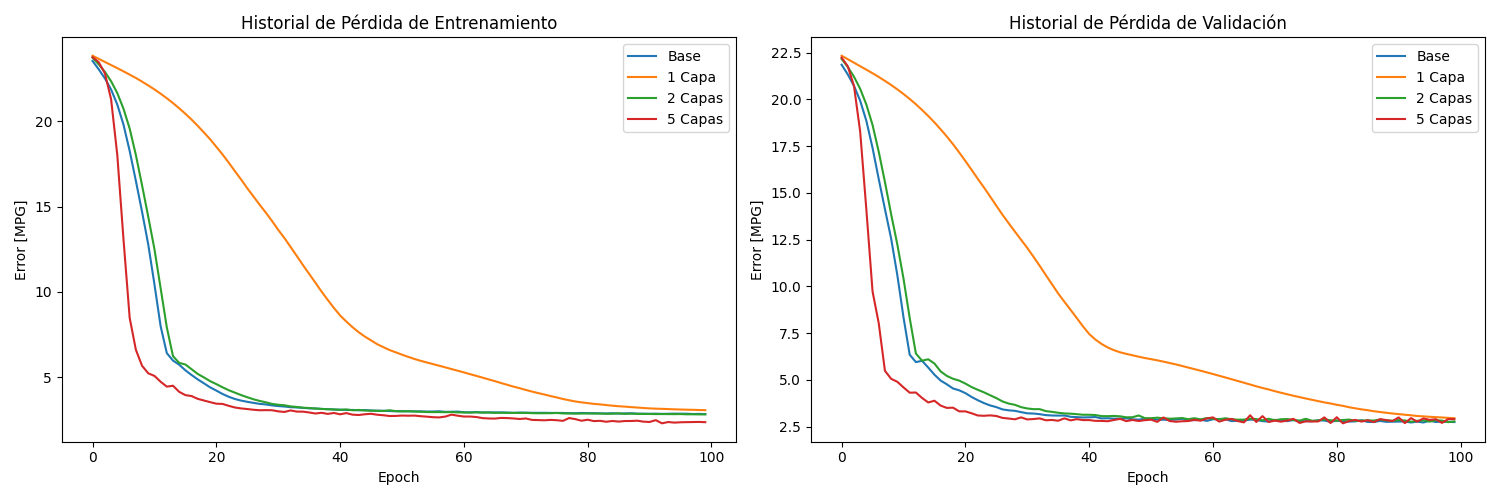 Historial de Pérdida de Entrenamiento
Base
1 Capa
2 Capas
5 Capas
Error [MPG]
20
15
10
5
0
20
40
60
80
100
Epoch
Historial de Pérdida de Validación
Base
1 Capa
2 Capas
5 Capas
Error [MPG]
22.5
20.0
17.5
15.0
12.5
10.0
7.5
5.0
2.5
0
20
40
60
80
100
Epoch